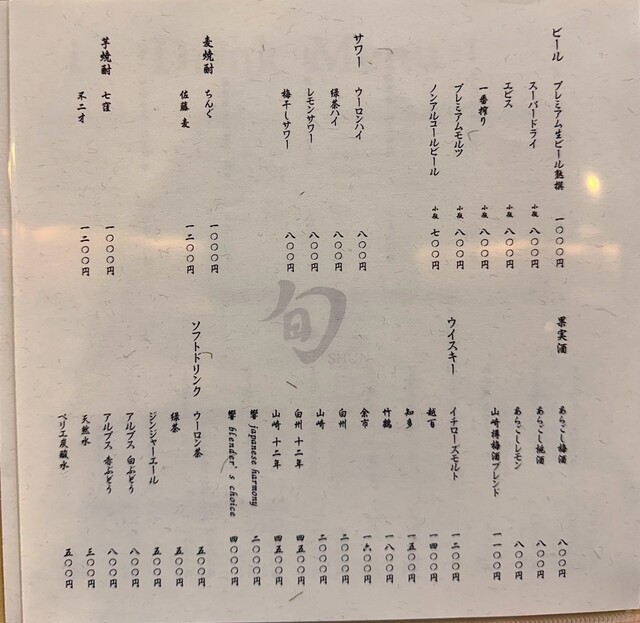 ビール
プレミアム生ビール熟撰 一〇〇〇円
スーパードライ 小瓶 八〇〇円
ヱビス 小瓶 八〇〇円
一番搾り 小瓶 八〇〇円
プレミアムモルツ 小瓶 八〇〇円
ノンアルコールビール 小瓶 七〇〇円
サワー
ウーロンハイ 八〇〇円
緑茶ハイ 八〇〇円
レモンサワー 八〇〇円
梅干しサワー 八〇〇円
麦焼酎
ちんぐ 一〇〇〇円
佐藤 麦 一二〇〇円
芋焼酎
七窪 一〇〇〇円
不二才 一二〇〇円
旬
SHUN
果実酒
あらごし梅酒 八〇〇円
あらごし桃酒 八〇〇円
あらごしレモン 八〇〇円
山崎樽梅酒ブレンド 一一〇〇円
ウイスキー
イチローズモルト 一二〇〇円
越百 一四〇〇円
知多 一五〇〇円
竹鶴 一八〇〇円
余市 一六〇〇円
白州 二〇〇〇円
山崎 二〇〇〇円
白州 十二年 四五〇〇円
山崎 十二年 四五〇〇円
響 japanese harmony 二〇〇〇円
響 blender's choice 四〇〇〇円
ソフトドリンク
ウーロン茶 五〇〇円
緑茶 五〇〇円
ジンジャーエール 五〇〇円
アルプス 白ぶどう 八〇〇円
アルプス 赤ぶどう 八〇〇円
天然水 三〇〇円
ペリエ炭酸水 五〇〇円